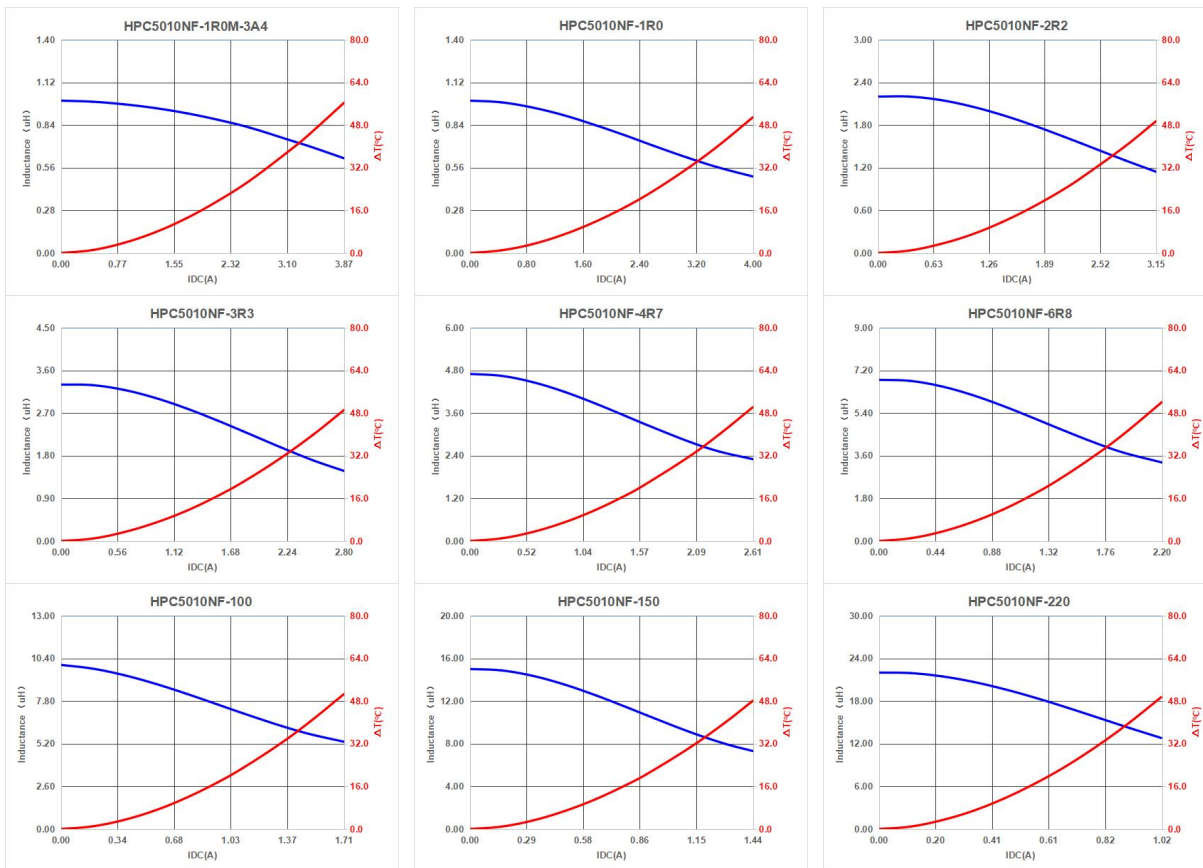 HPC5010NF-1R0M-3A4
1.40
1.12
0.84
0.56
0.28
0.00
Inductance（uH）
80.0
64.0
48.0
32.0
16.0
0.0
ΔT(℃)
0.00 0.77 1.55 2.32 3.10 3.87
IDC(A)
HPC5010NF-1R0
1.40
1.12
0.84
0.56
0.28
0.00
Inductance（uH）
80.0
64.0
48.0
32.0
16.0
0.0
ΔT(℃)
0.00 0.80 1.60 2.40 3.20 4.00
IDC(A)
HPC5010NF-2R2
3.00
2.40
1.80
1.20
0.60
0.00
Inductance（uH）
80.0
64.0
48.0
32.0
16.0
0.0
ΔT(℃)
0.00 0.63 1.26 1.89 2.52 3.15
IDC(A)
HPC5010NF-3R3
4.50
3.60
2.70
1.80
0.90
0.00
Inductance（uH）
80.0
64.0
48.0
32.0
16.0
0.0
ΔT(℃)
0.00 0.56 1.12 1.68 2.24 2.80
IDC(A)
HPC5010NF-4R7
6.00
4.80
3.60
2.40
1.20
0.00
Inductance（uH）
80.0
64.0
48.0
32.0
16.0
0.0
ΔT(℃)
0.00 0.52 1.04 1.57 2.09 2.61
IDC(A)
HPC5010NF-6R8
9.00
7.20
5.40
3.60
1.80
0.00
Inductance（uH）
80.0
64.0
48.0
32.0
16.0
0.0
ΔT(℃)
0.00 0.44 0.88 1.32 1.76 2.20
IDC(A)
HPC5010NF-100
13.00
10.40
7.80
5.20
2.60
0.00
Inductance（uH）
80.0
64.0
48.0
32.0
16.0
0.0
ΔT(℃)
0.00 0.34 0.68 1.03 1.37 1.71
IDC(A)
HPC5010NF-150
20.00
16.00
12.00
8.00
4.00
0.00
Inductance（uH）
80.0
64.0
48.0
32.0
16.0
0.0
ΔT(℃)
0.00 0.29 0.58 0.86 1.15 1.44
IDC(A)
HPC5010NF-220
30.00
24.00
18.00
12.00
6.00
0.00
Inductance（uH）
80.0
64.0
48.0
32.0
16.0
0.0
ΔT(℃)
0.00 0.20 0.41 0.61 0.82 1.02
IDC(A)